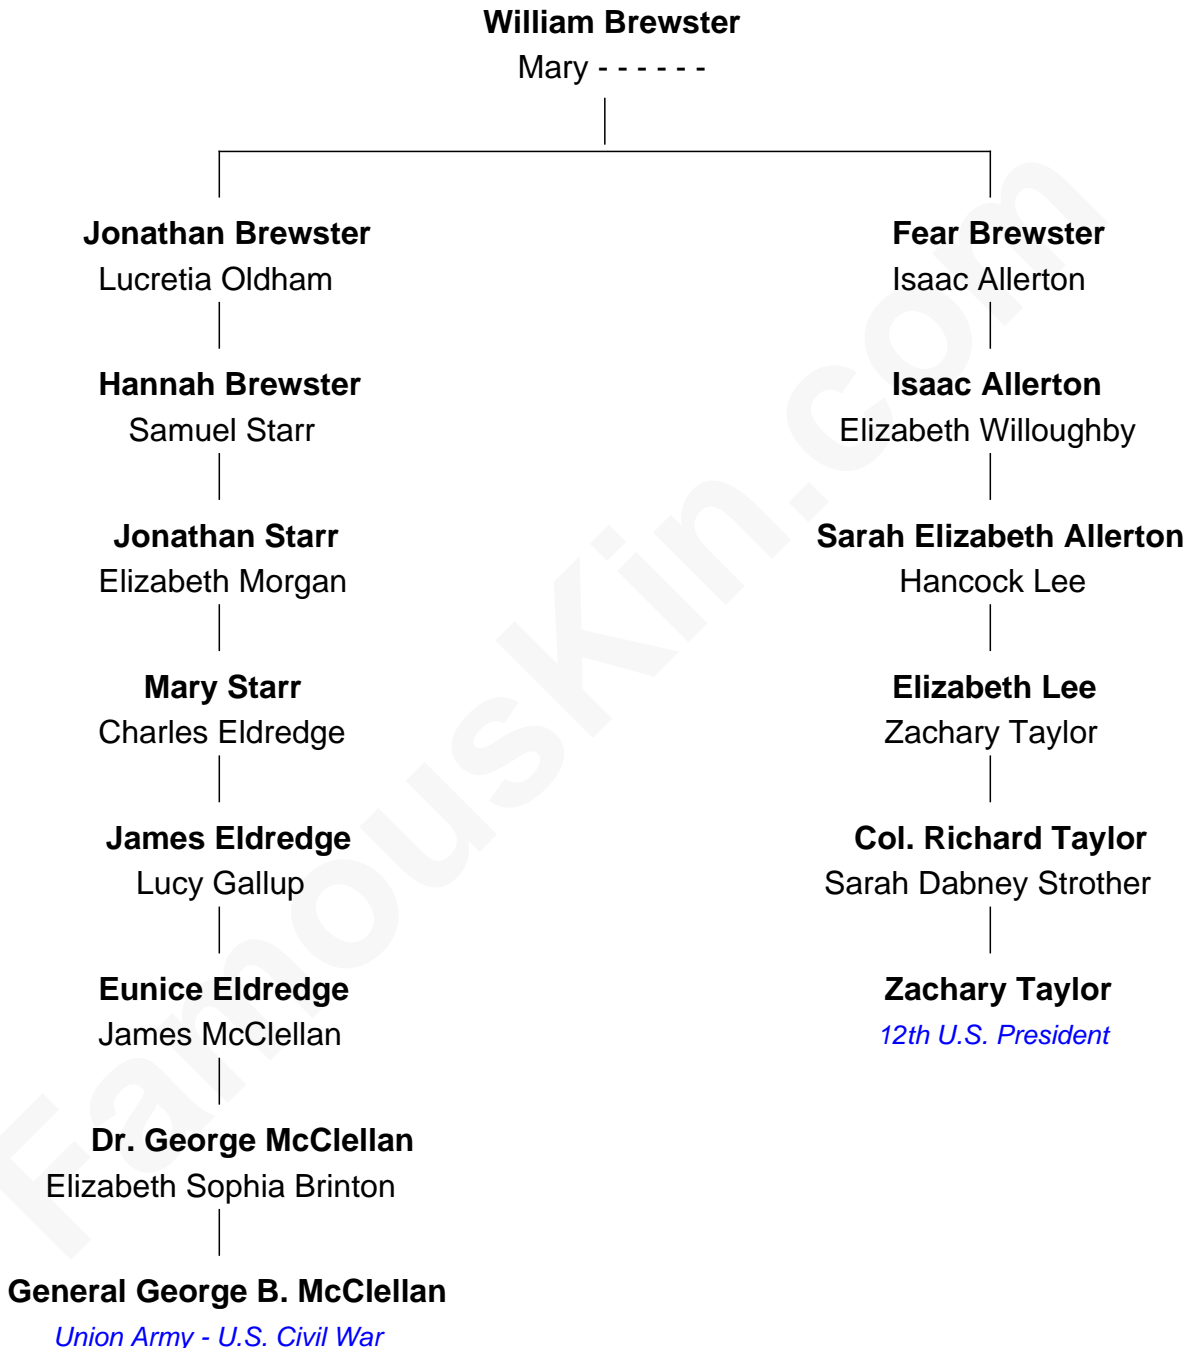 William Brewster
Mary - - - - - -
Jonathan Brewster
Lucretia Oldham
Fear Brewster
Isaac Allerton
Hannah Brewster
Samuel Starr
Isaac Allerton
Elizabeth Willoughby
Jonathan Starr
Elizabeth Morgan
Sarah Elizabeth Allerton
Hancock Lee
Mary Starr
Charles Eldredge
Elizabeth Lee
Zachary Taylor
James Eldredge
Lucy Gallup
Col. Richard Taylor
Sarah Dabney Strother
Eunice Eldredge
James McClellan
Zachary Taylor
12th U.S. President
Dr. George McClellan
Elizabeth Sophia Brinton
General George B. McClellan
Union Army - U.S. Civil War
FamousKin.com